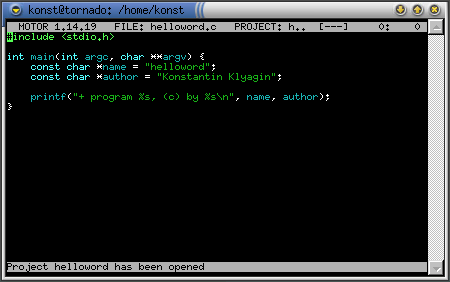 konst@tornado: /home/konst
MOTOR 1.14.19 FILE: helloword.c PROJECT: h.. [---] 0: 0
#include <stdio.h>
int main(int argc, char **argv) {
    const char *name = "helloword";
    const char *author = "Konstantin Klyagin";
    printf("+ program %s, (c) by %s\n", name, author);
}
Project helloword has been opened